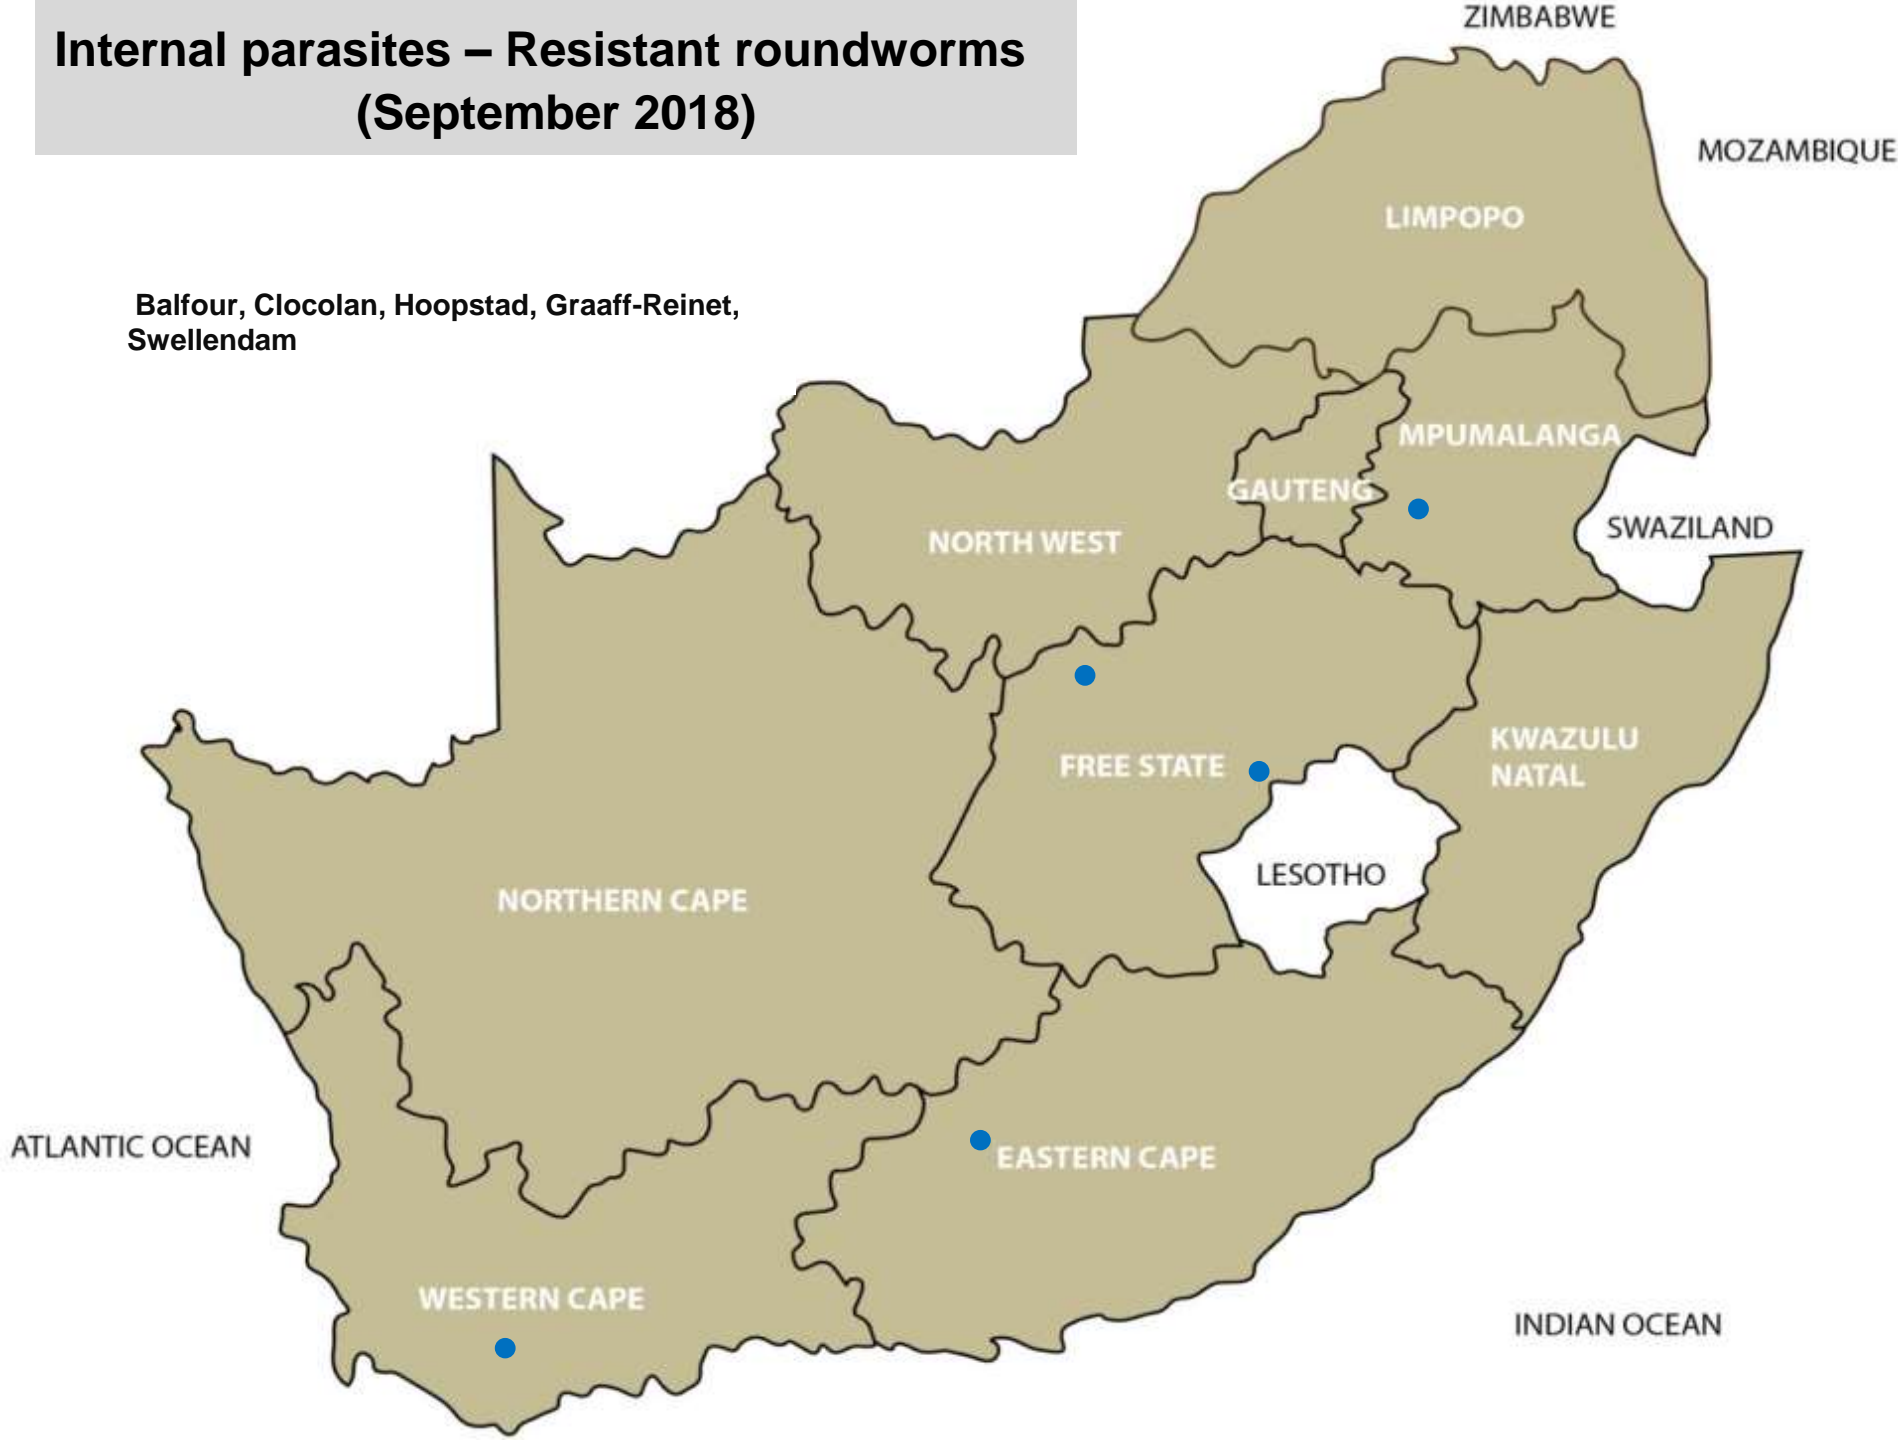 Internal parasites – Resistant roundworms
(September 2018)
ZIMBABWE
MOZAMBIQUE
LIMPOPO
Balfour, Clocolan, Hoopstad, Graaff-Reinet,
Swellendam
MPUMALANGA
GAUTENG
SWAZILAND
NORTH WEST
KWAZULU
NATAL
FREE STATE
LESOTHO
NORTHERN CAPE
ATLANTIC OCEAN
EASTERN CAPE
WESTERN CAPE
INDIAN OCEAN